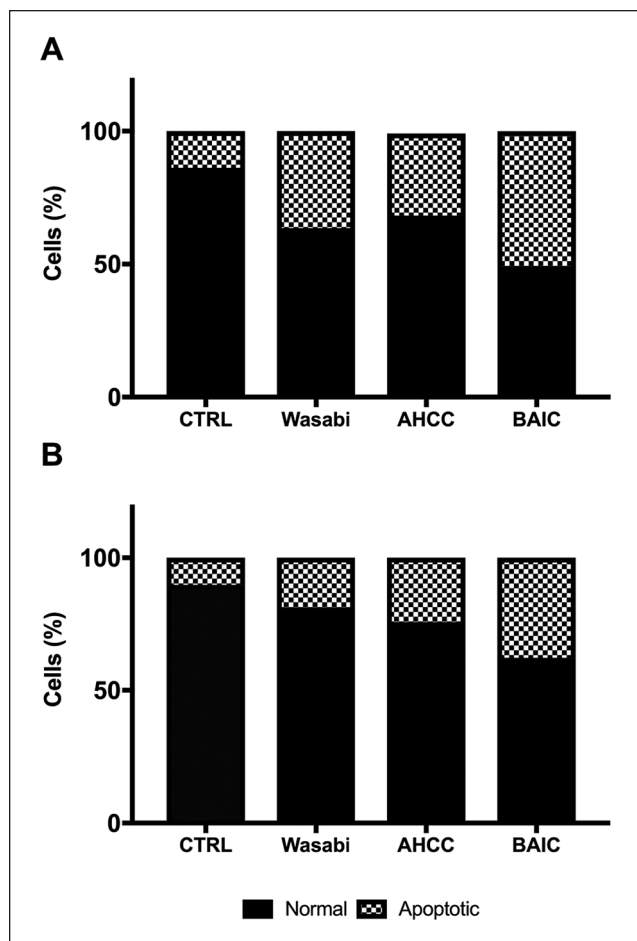 A
Cells (%)
100
50
0
CTRL Wasabi AHCC BAIC
B
Cells (%)
100
50
0
CTRL Wasabi AHCC BAIC
Normal Apoptotic